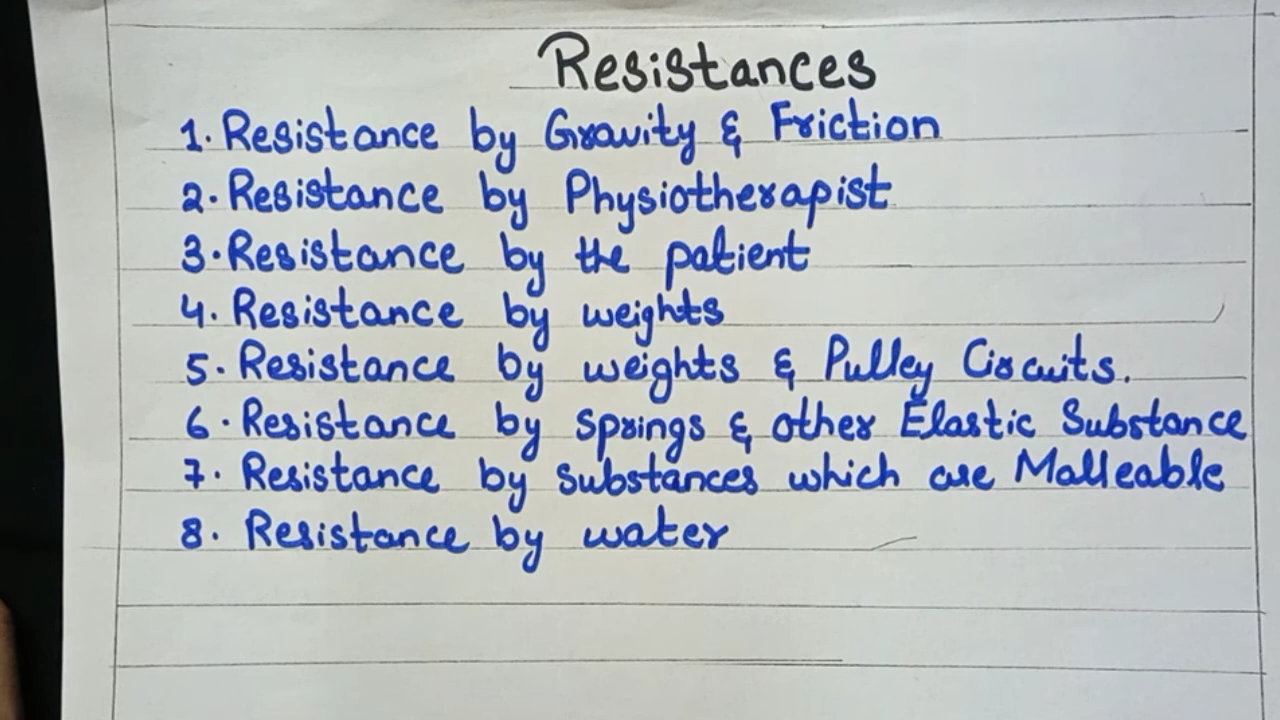 Resistances
1. Resistance by Gravity & Friction
2. Resistance by Physiotherapist
3. Resistance by the patient
4. Resistance by weights
5. Resistance by weights & Pulley Circuits.
6. Resistance by springs & other Elastic Substance
7. Resistance by substances which are Malleable
8. Resistance by water